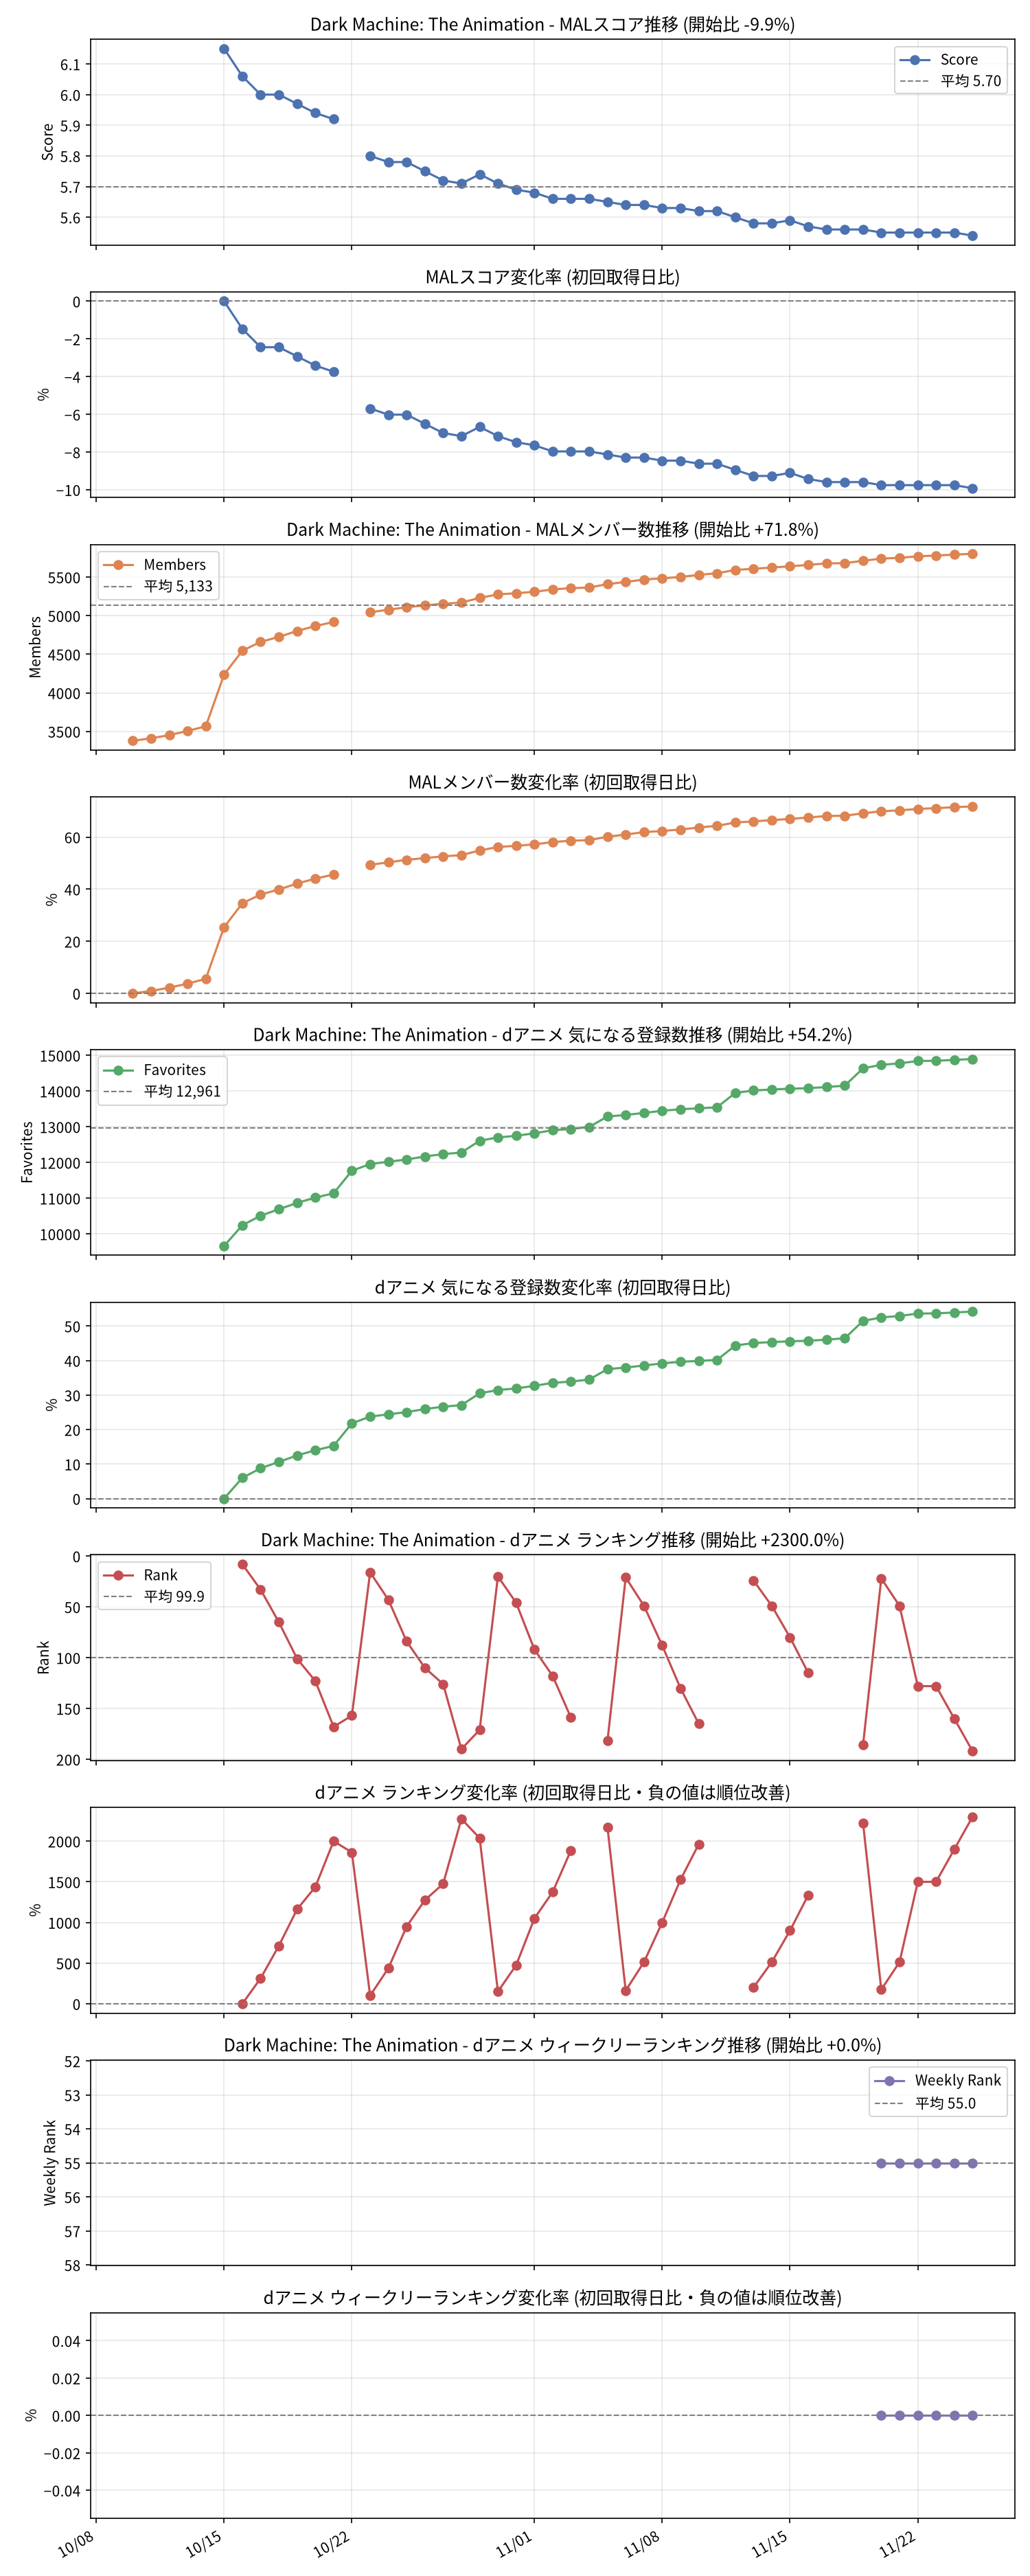 Dark Machine: The Animation - MALスコア推移 (開始比 -9.9%)
Score
6.1
6.0
5.9
5.8
5.7
5.6
Score
平均 5.70
MALスコア変化率 (初回取得日比)
%
0
−2
−4
−6
−8
−10
Dark Machine: The Animation - MALメンバー数推移 (開始比 +71.8%)
Members
5500
5000
4500
4000
3500
Members
平均 5,133
MALメンバー数変化率 (初回取得日比)
%
60
40
20
0
Dark Machine: The Animation - dアニメ 気になる登録数推移 (開始比 +54.2%)
Favorites
15000
14000
13000
12000
11000
10000
Favorites
平均 12,961
dアニメ 気になる登録数変化率 (初回取得日比)
%
50
40
30
20
10
0
Dark Machine: The Animation - dアニメ ランキング推移 (開始比 +2300.0%)
Rank
0
50
100
150
200
Rank
平均 99.9
dアニメ ランキング変化率 (初回取得日比・負の値は順位改善)
%
2000
1500
1000
500
0
Dark Machine: The Animation - dアニメ ウィークリーランキング推移 (開始比 +0.0%)
Weekly Rank
52
53
54
55
56
57
58
Weekly Rank
平均 55.0
dアニメ ウィークリーランキング変化率 (初回取得日比・負の値は順位改善)
%
0.04
0.02
0.00
−0.02
−0.04
10/08
10/15
10/22
11/01
11/08
11/15
11/22